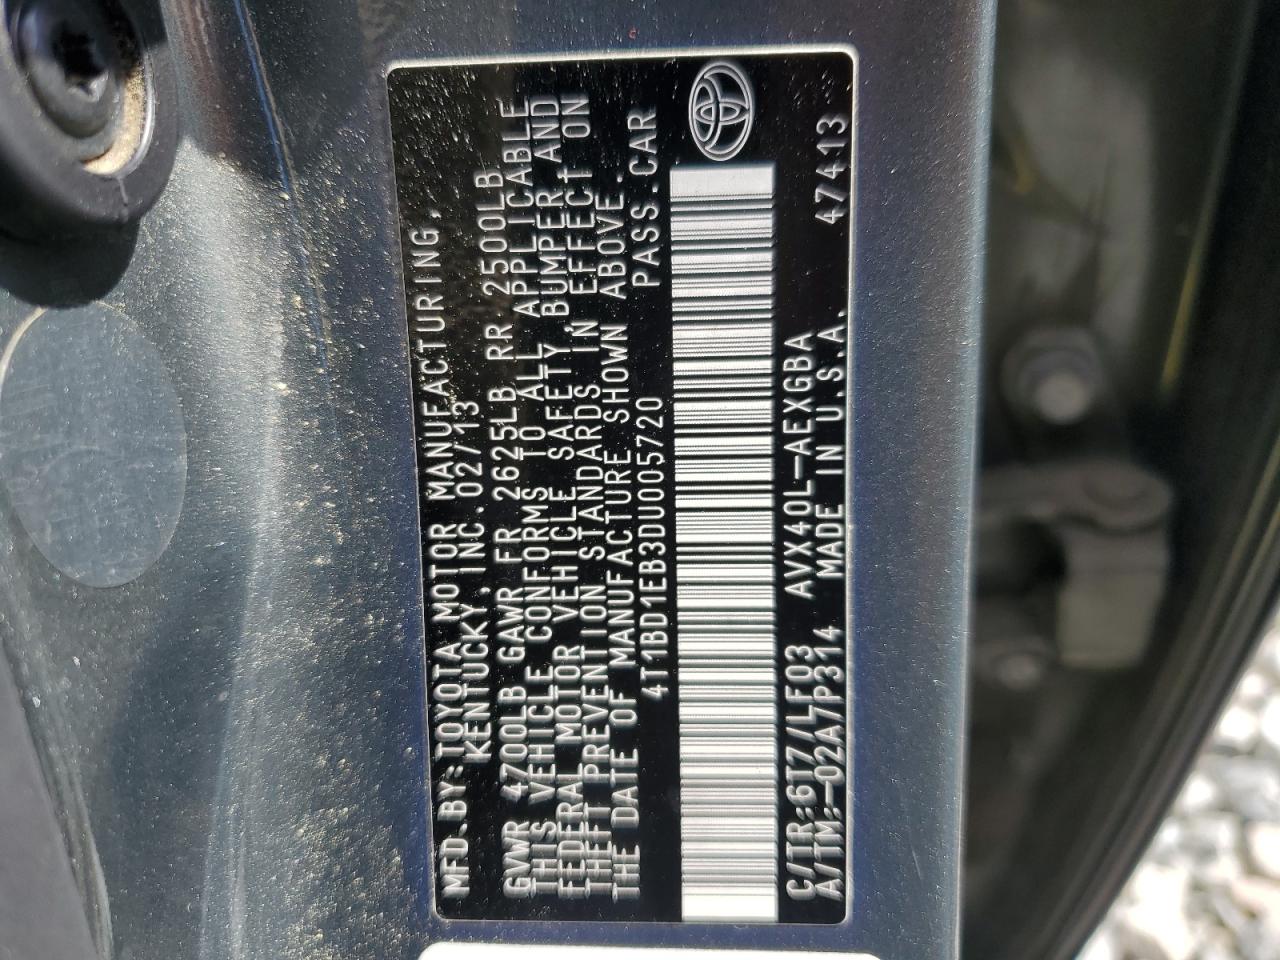 MFD.BY:TOYOTA MOTOR MANUFACTURING,
KENTUCKY,INC.02/13
GVWR 4700LB GAWR FR 2625LB RR 2500LB
THIS VEHICLE CONFORMS TO ALL APPLICABLE
FEDERAL MOTOR VEHICLE SAFETY,BUMPER,AND
THEFT PREVENTION STANDARDS IN EFFECT ON
THE DATE OF MANUFACTURE SHOWN ABOVE.
4T1BD1EB3DU005720 PASS.CAR
C/TR:6T7/LF03 AVX40L-AEXGBA
A/TM:-02A7P314 MADE IN U.S.A. 47413